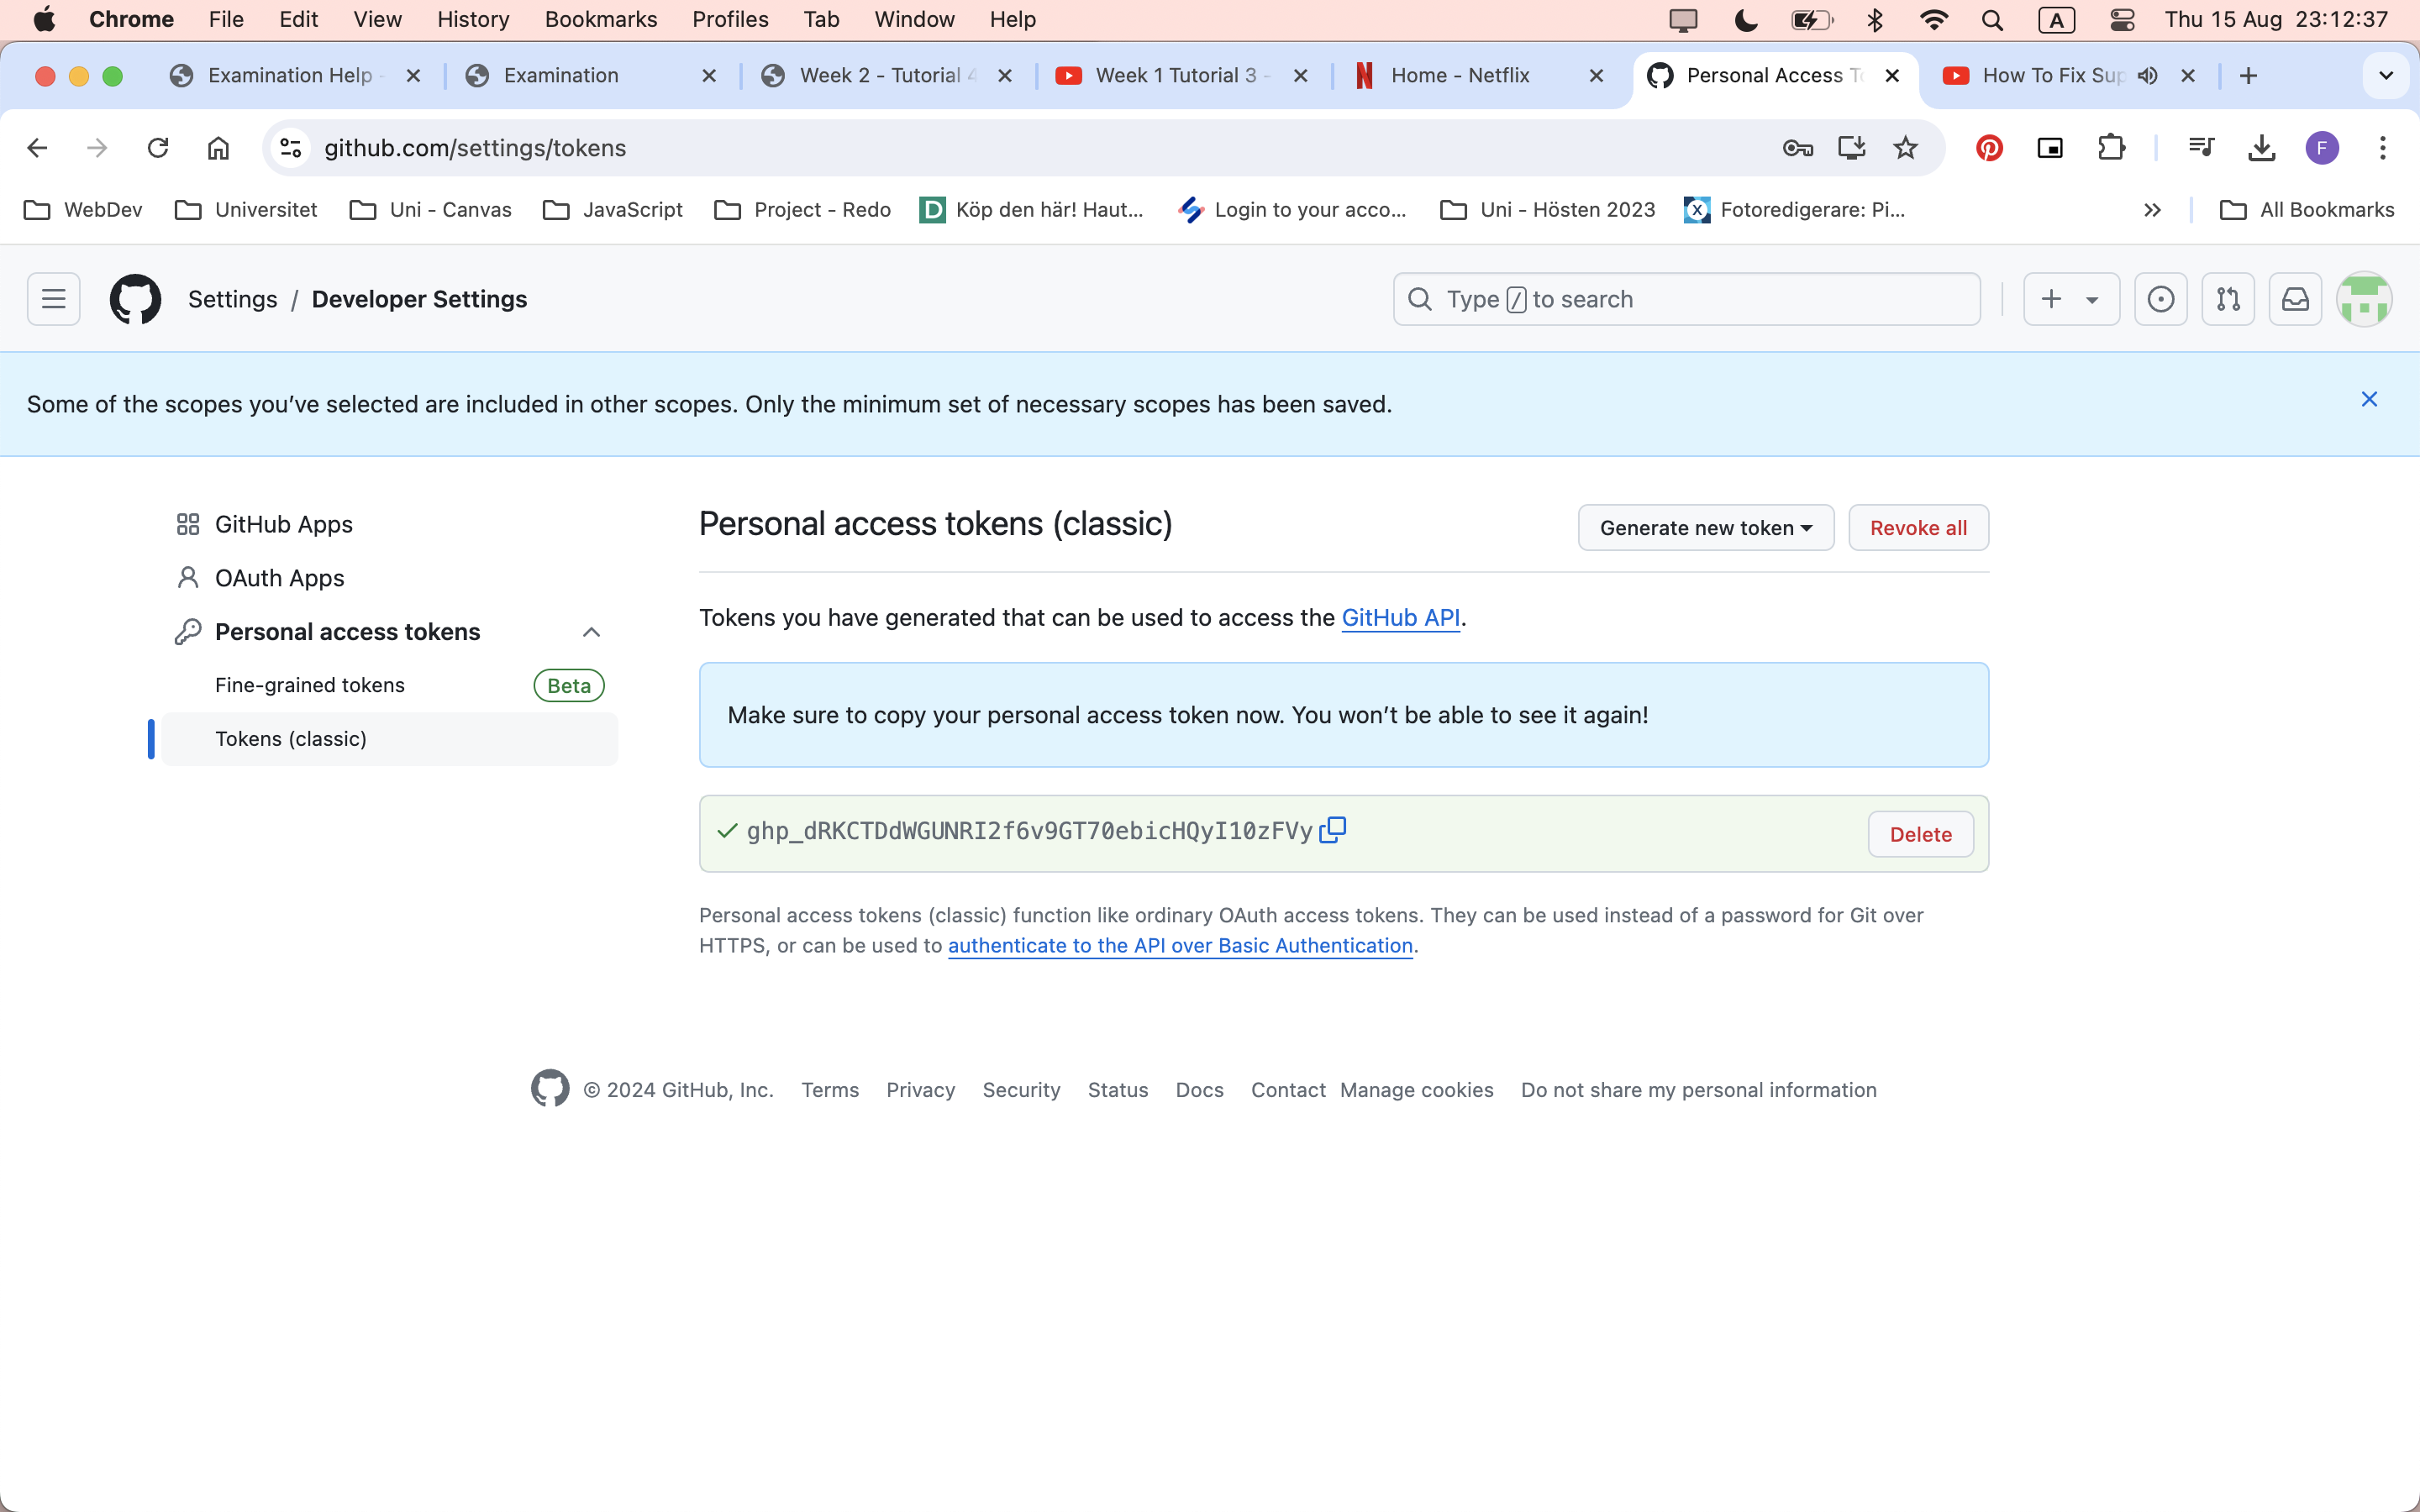 Chrome File Edit View History Bookmarks Profiles Tab Window Help A Thu 15 Aug 23:12:37
Examination Help - Examination Week 2 - Tutorial 4 Week 1 Tutorial 3 - Home - Netflix Personal Access T How To Fix Sup
github.com/settings/tokens F
WebDev Universitet Uni - Canvas JavaScript Project - Redo Köp den här! Haut... Login to your acco... Uni - Hösten 2023 Fotoredigerare: Pi... All Bookmarks
Settings / Developer Settings Type / to search
Some of the scopes you’ve selected are included in other scopes. Only the minimum set of necessary scopes has been saved.
GitHub Apps
OAuth Apps
Personal access tokens
Fine-grained tokens Beta
Tokens (classic)
Personal access tokens (classic) Generate new token Revoke all
Tokens you have generated that can be used to access the GitHub API.
Make sure to copy your personal access token now. You won’t be able to see it again!
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 Delete
Personal access tokens (classic) function like ordinary OAuth access tokens. They can be used instead of a password for Git over
HTTPS, or can be used to authenticate to the API over Basic Authentication.
© 2024 GitHub, Inc. Terms Privacy Security Status Docs Contact Manage cookies Do not share my personal information